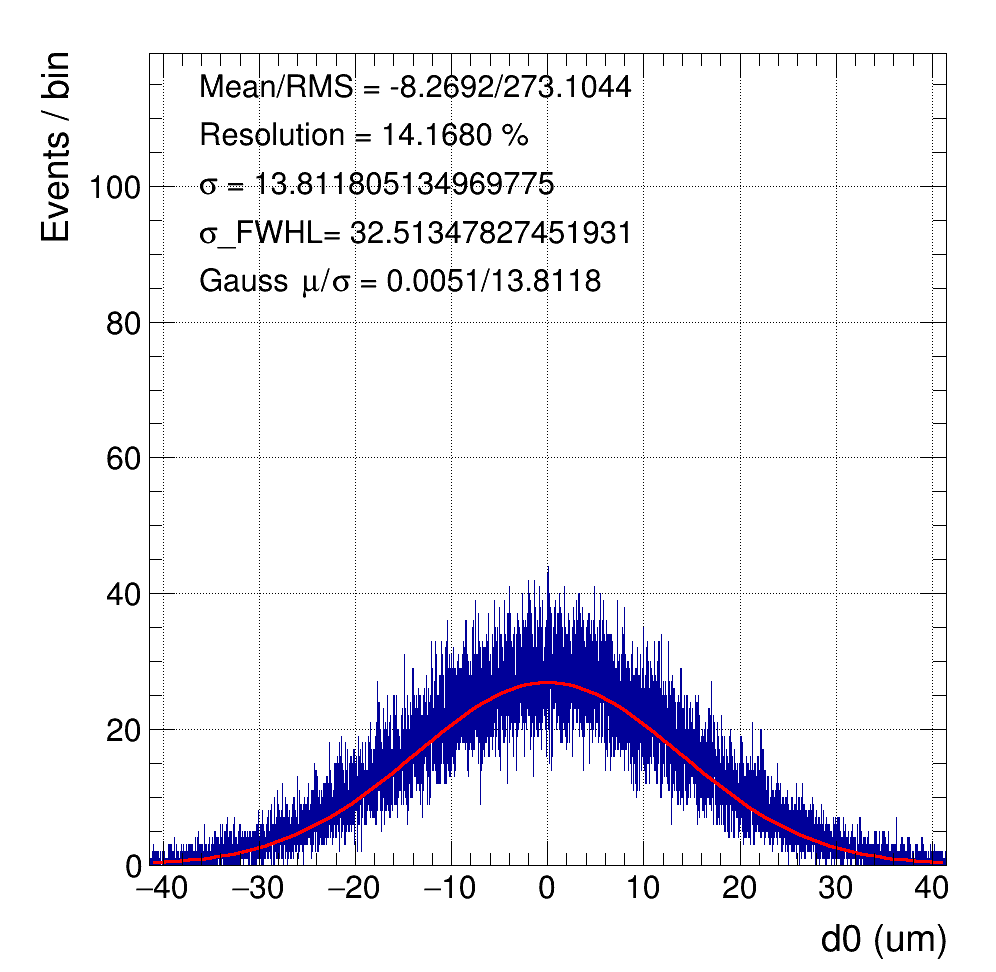 Events / bin
Mean/RMS = -8.2692/273.1044
Resolution = 14.1680 %
σ = 13.811805134969775
σ_FWHL= 32.51347827451931
Gauss μ/σ = 0.0051/13.8118
100
80
60
40
20
0
−40 −30 −20 −10 0 10 20 30 40
d0 (um)